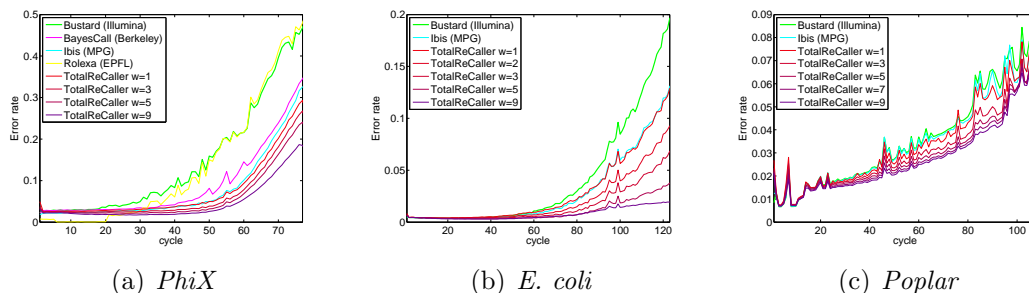 0.5
0.4
0.3
0.2
0.1
0
Error rate
10 20 30 40 50 60 70
cycle
Bustard (Illumina)
BayesCall (Berkeley)
Ibis (MPG)
Rolexa (EPFL)
TotalReCaller w=1
TotalReCaller w=3
TotalReCaller w=5
TotalReCaller w=9
(a) PhiX
0.2
0.15
0.1
0.05
0
Error rate
20 40 60 80 100 120
cycle
Bustard (Illumina)
Ibis (MPG)
TotalReCaller w=1
TotalReCaller w=2
TotalReCaller w=3
TotalReCaller w=5
TotalReCaller w=9
(b) E. coli
0.09
0.08
0.07
0.06
0.05
0.04
0.03
0.02
0.01
0
Error rate
20 40 60 80 100
cycle
Bustard (Illumina)
Ibis (MPG)
TotalReCaller w=1
TotalReCaller w=3
TotalReCaller w=5
TotalReCaller w=7
TotalReCaller w=9
(c) Poplar